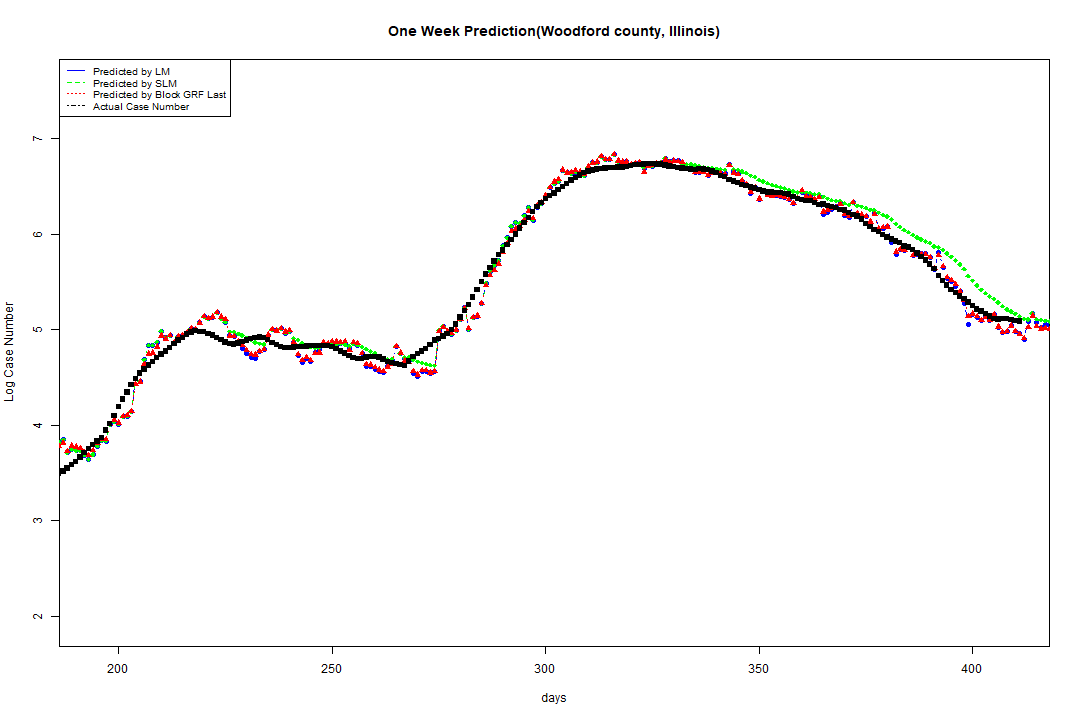 One Week Prediction(Woodford county, Illinois)
Predicted by LM
Predicted by SLM
Predicted by Block GRF Last
Actual Case Number
7
6
5
4
3
2
Log Case Number
200
250
300
350
400
days